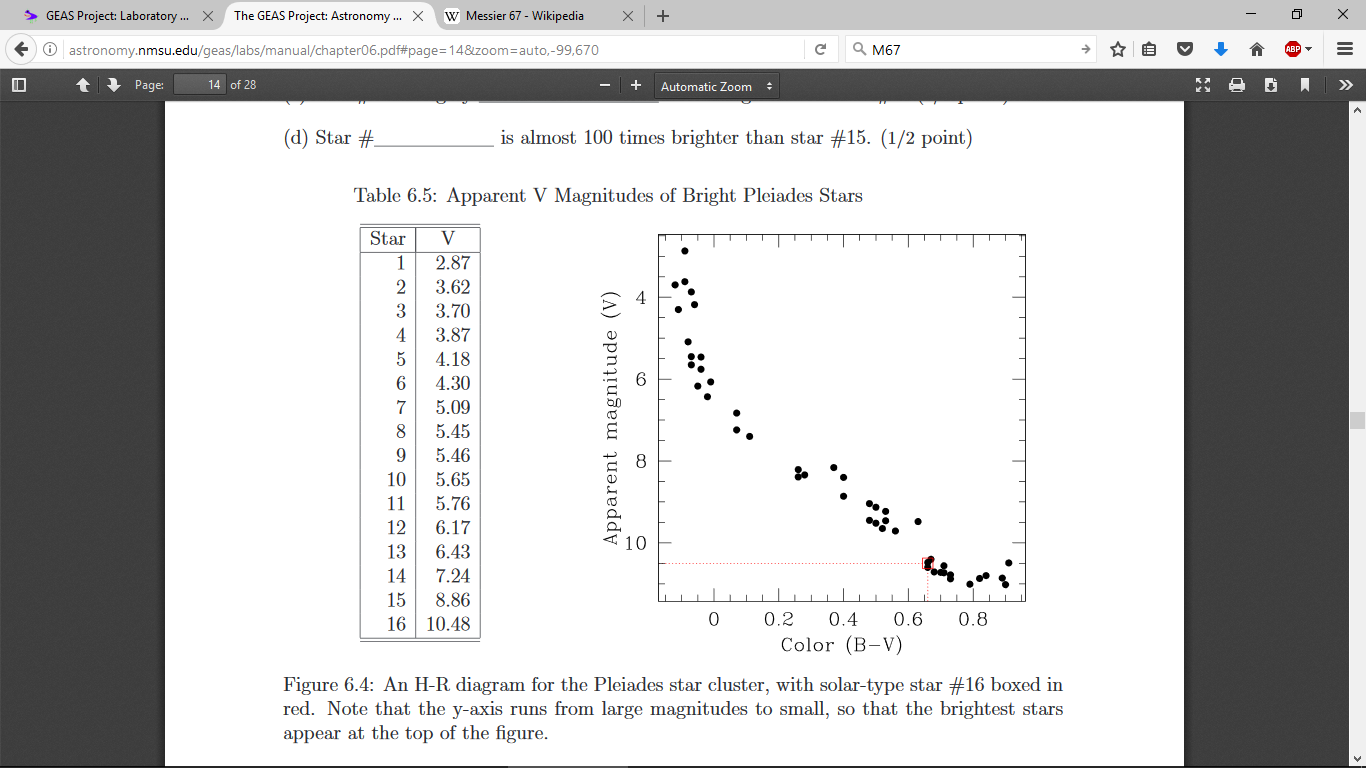 GEAS Project: Laboratory ...
The GEAS Project: Astronomy ...
W Messier 67 - Wikipedia
astronomy.nmsu.edu/geas/labs/manual/chapter06.pdf#page=14&zoom=auto,-99,670
M67
ABP
Page: 14 of 28
Automatic Zoom
(d) Star #____________ is almost 100 times brighter than star #15. (1/2 point)
Table 6.5: Apparent V Magnitudes of Bright Pleiades Stars
Star V
1 2.87
2 3.62
3 3.70
4 3.87
5 4.18
6 4.30
7 5.09
8 5.45
9 5.46
10 5.65
11 5.76
12 6.17
13 6.43
14 7.24
15 8.86
16 10.48
Apparent magnitude (V)
4
6
8
10
0 0.2 0.4 0.6 0.8
Color (B−V)
Figure 6.4: An H-R diagram for the Pleiades star cluster, with solar-type star #16 boxed in
red. Note that the y-axis runs from large magnitudes to small, so that the brightest stars
appear at the top of the figure.